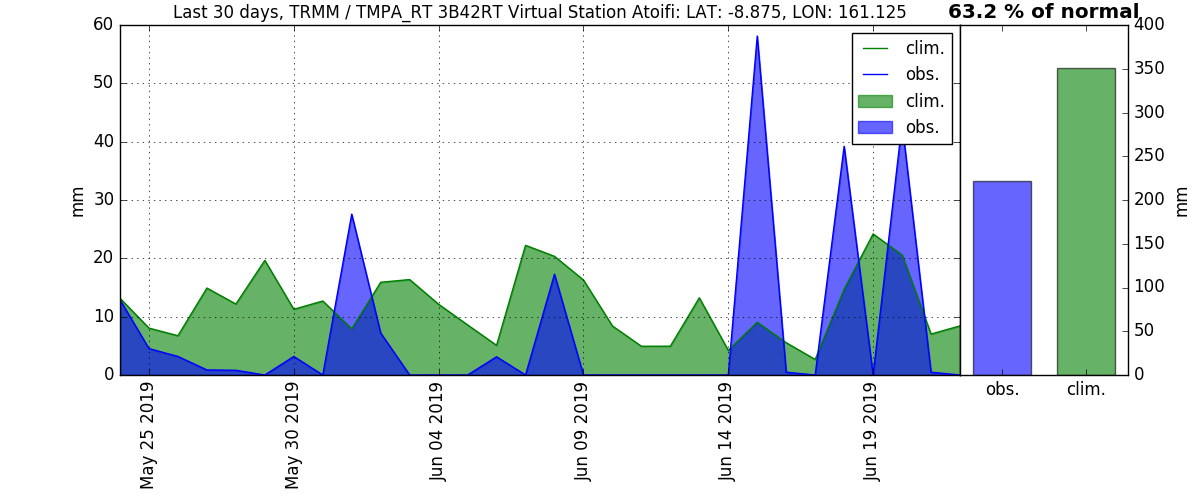 Last 30 days, TRMM / TMPA_RT 3B42RT Virtual Station Atoifi: LAT: -8.875, LON: 161.125
63.2 % of normal
60
50
40
30
20
10
0
mm
clim.
obs.
clim.
obs.
May 25 2019
May 30 2019
Jun 04 2019
Jun 09 2019
Jun 14 2019
Jun 19 2019
400
350
300
250
200
150
100
50
0
mm
obs.
clim.